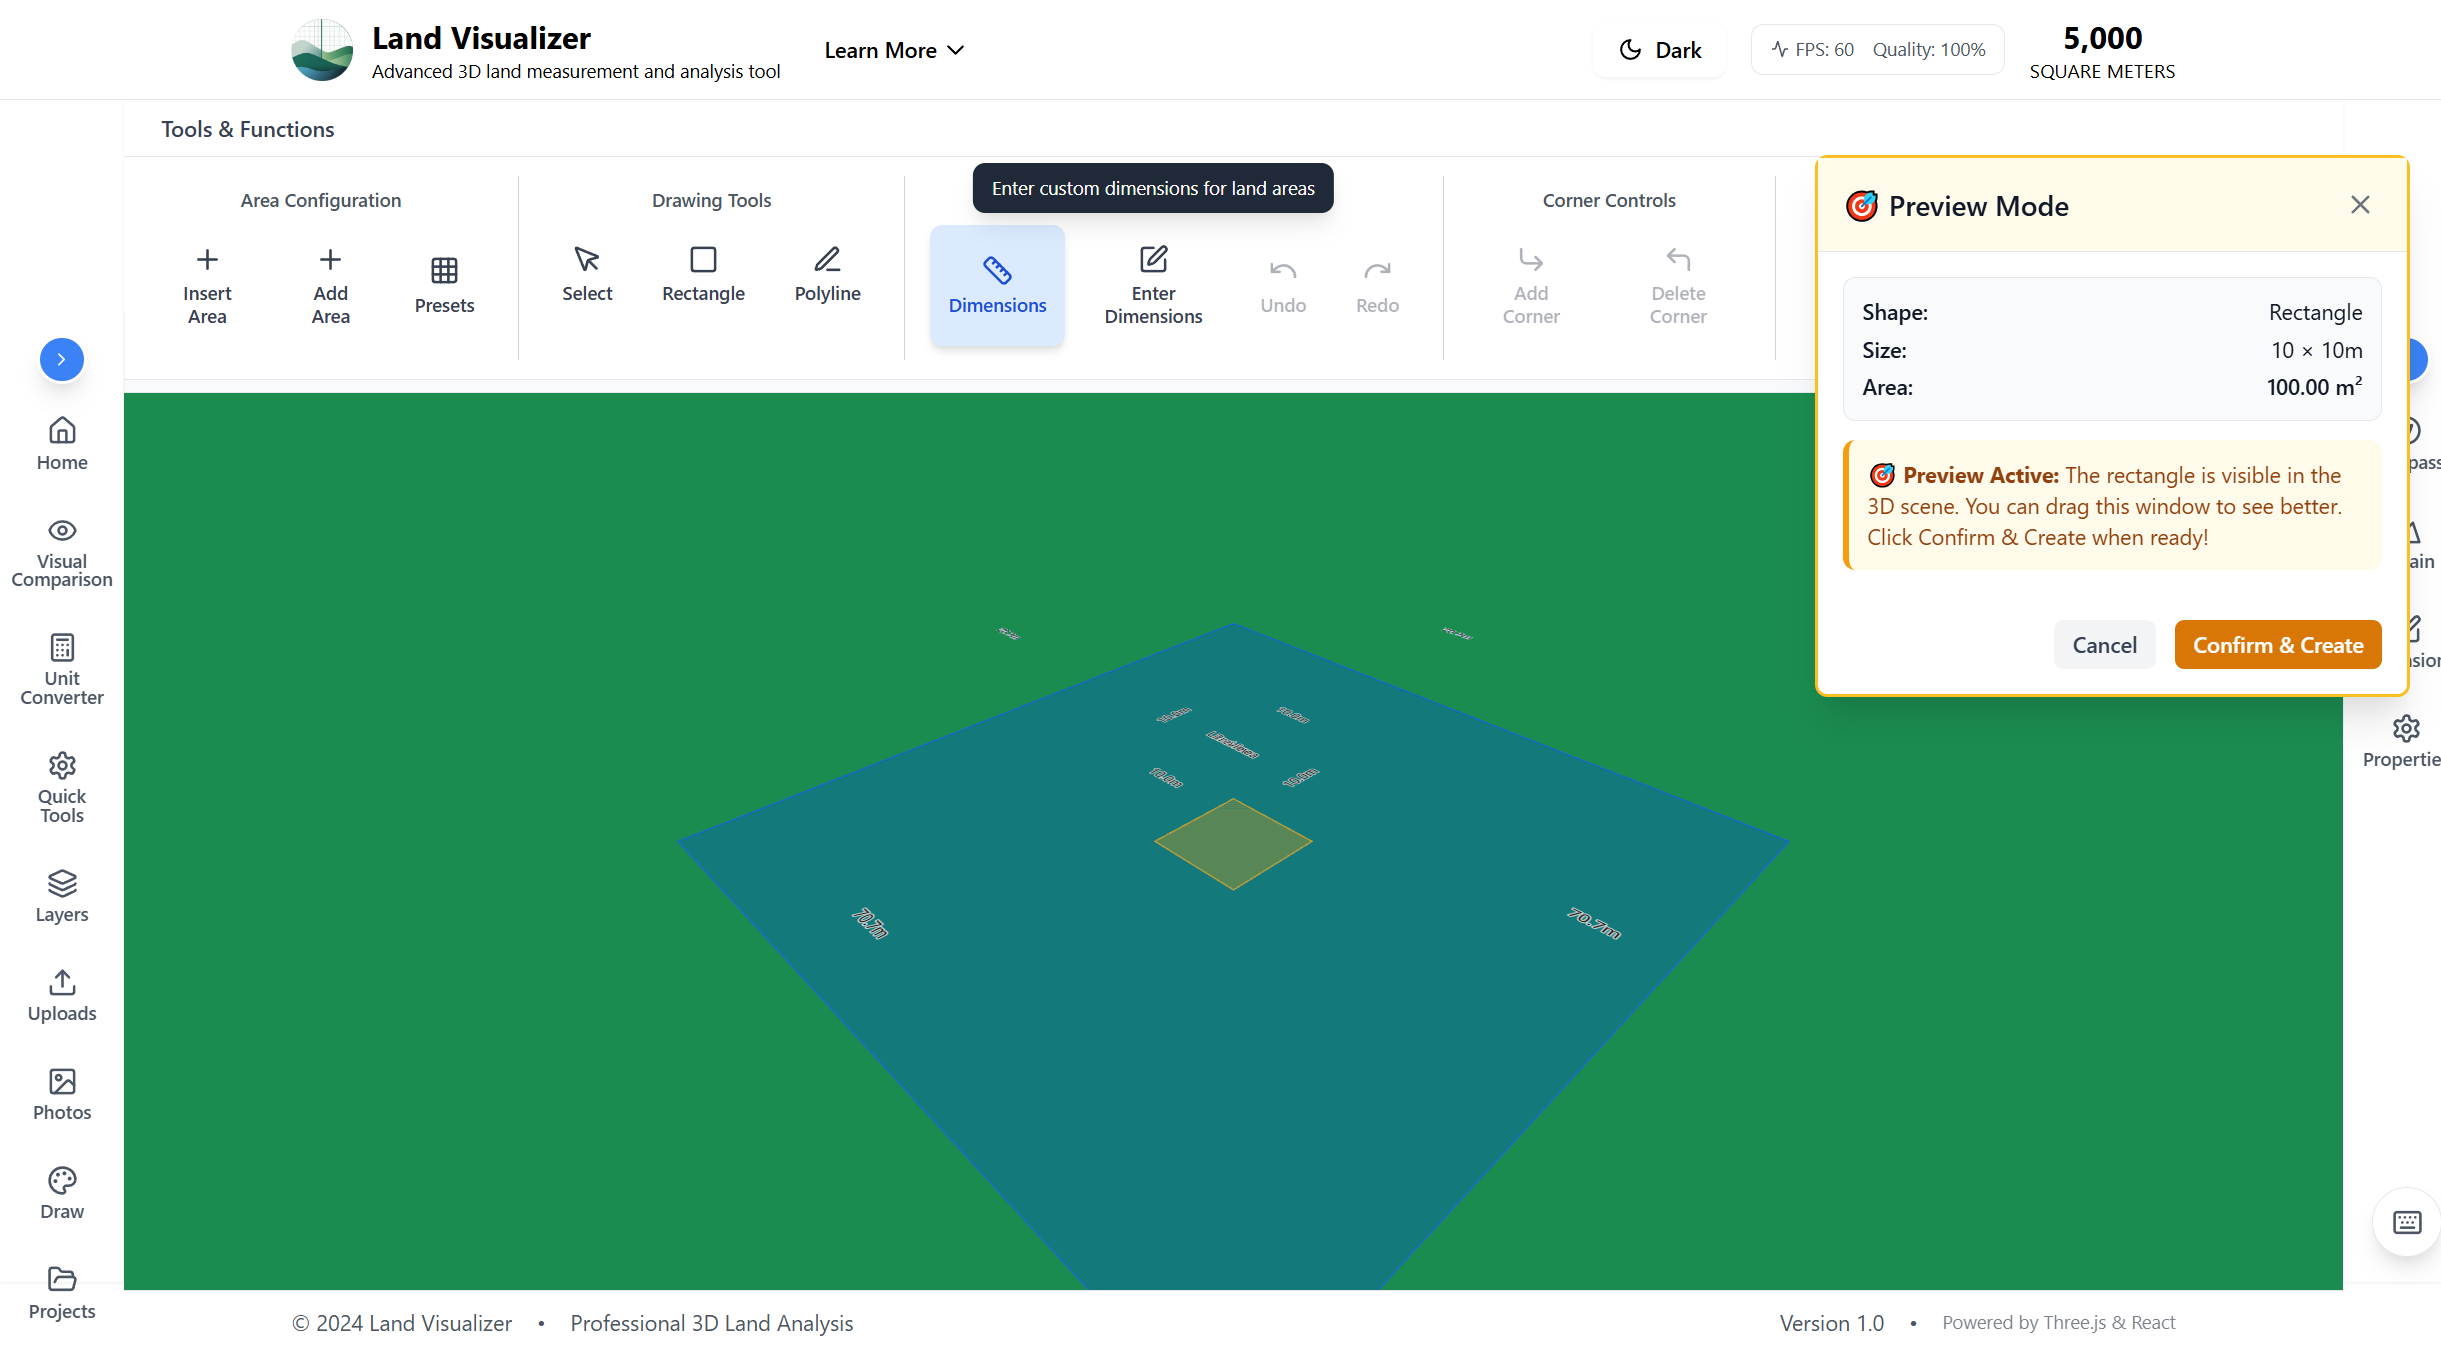 Land Visualizer
Advanced 3D land measurement and analysis tool
Learn More
Dark
FPS: 60 Quality: 100%
5,000
SQUARE METERS
Tools & Functions
Area Configuration
Insert
Area
Add
Area
Presets
Drawing Tools
Select
Rectangle
Polyline
Enter custom dimensions for land areas
Dimensions
Enter
Dimensions
Undo
Redo
Corner Controls
Add
Corner
Delete
Corner
Preview Mode
Shape: Rectangle
Size: 10 × 10m
Area: 100.00 m²
Preview Active: The rectangle is visible in the
3D scene. You can drag this window to see better.
Click Confirm & Create when ready!
Cancel
Confirm & Create
Home
Visual
Comparison
Unit
Converter
Quick
Tools
Layers
Uploads
Photos
Draw
Projects
pass
ain
sion
Propertie
10.0m
70.7m
70.7m
© 2024 Land Visualizer • Professional 3D Land Analysis
Version 1.0 • Powered by Three.js & React